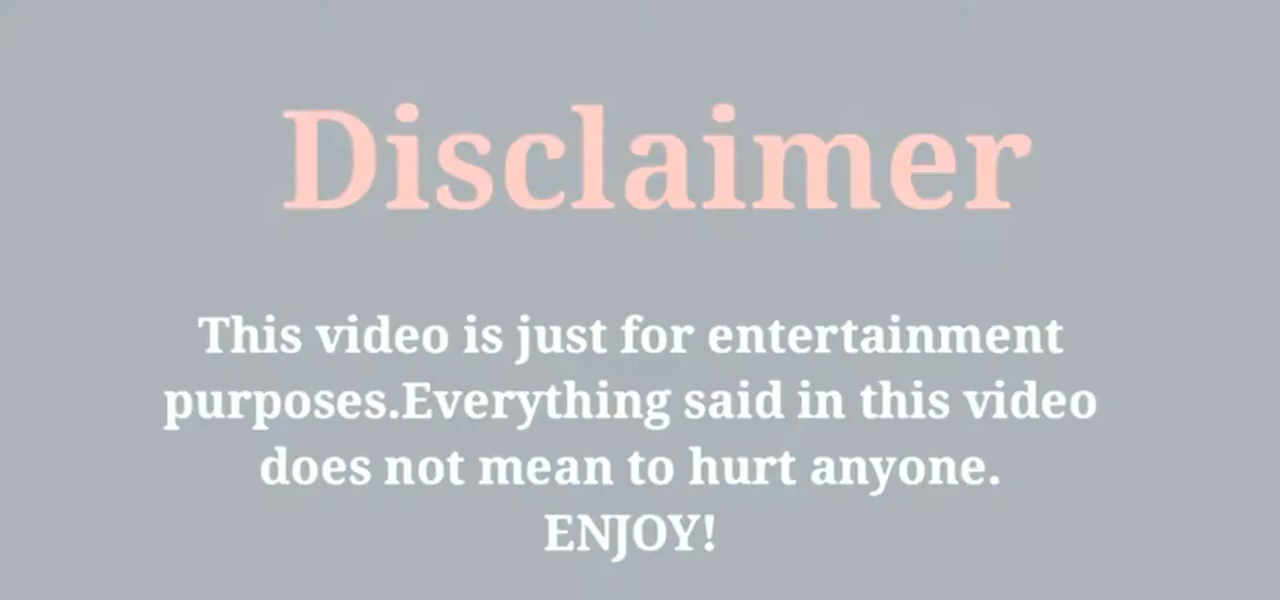 Disclaimer
This video is just for entertainment
purposes.Everything said in this video
does not mean to hurt anyone.
ENJOY!